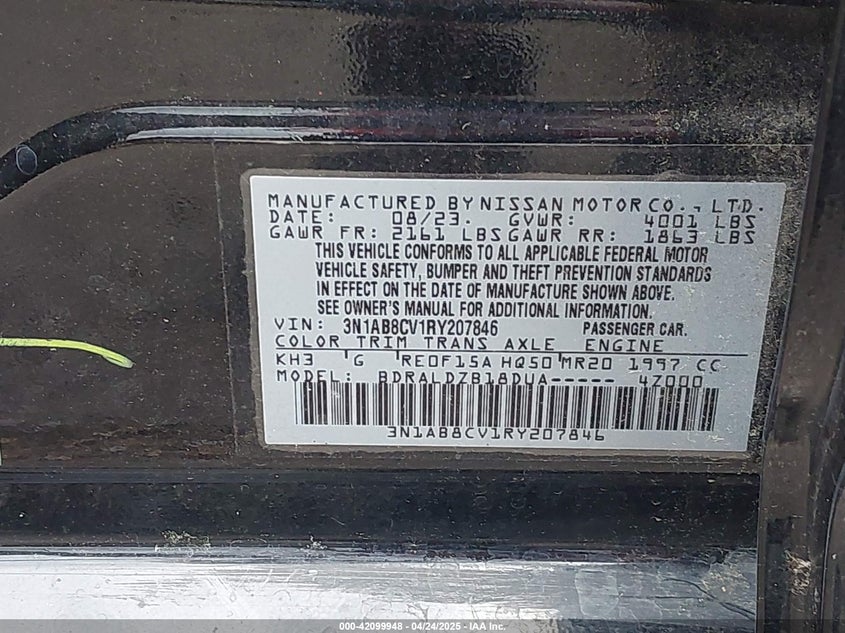 MANUFACTURED BY NISSAN MOTOR CO., LTD.
DATE: 08/23. GVWR: 4001 LBS
GAWR FR: 2161 LBS GAWR RR: 1863 LBS
THIS VEHICLE CONFORMS TO ALL APPLICABLE FEDERAL MOTOR
VEHICLE SAFETY, BUMPER AND THEFT PREVENTION STANDARDS
IN EFFECT ON THE DATE OF MANUFACTURE SHOWN ABOVE.
SEE OWNER'S MANUAL FOR ADDITIONAL INFORMATION.
VIN: 3N1AB8CV1RY207846 PASSENGER CAR.
COLOR TRIM TRANS AXLE ENGINE
KH3 G RE0F15A HQ50 MR20 1997 CC
MODEL: BDRALDZB18DUA----- 4Z000
3N1AB8CV1RY207846
000-42099948 - 04/24/2025 - IAA Inc.